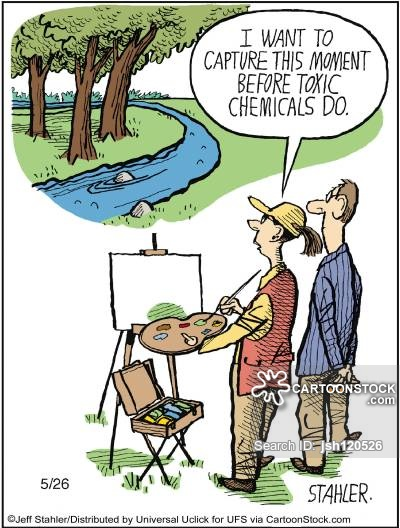 I WANT TO
CAPTURE THIS MOMENT
BEFORE TOXIC
CHEMICALS DO.
CARTOONSTOCK
.com
Search ID: jsh120526
5/26
STAHLER.
©Jeff Stahler/Distributed by Universal Uclick for UFS via CartoonStock.com